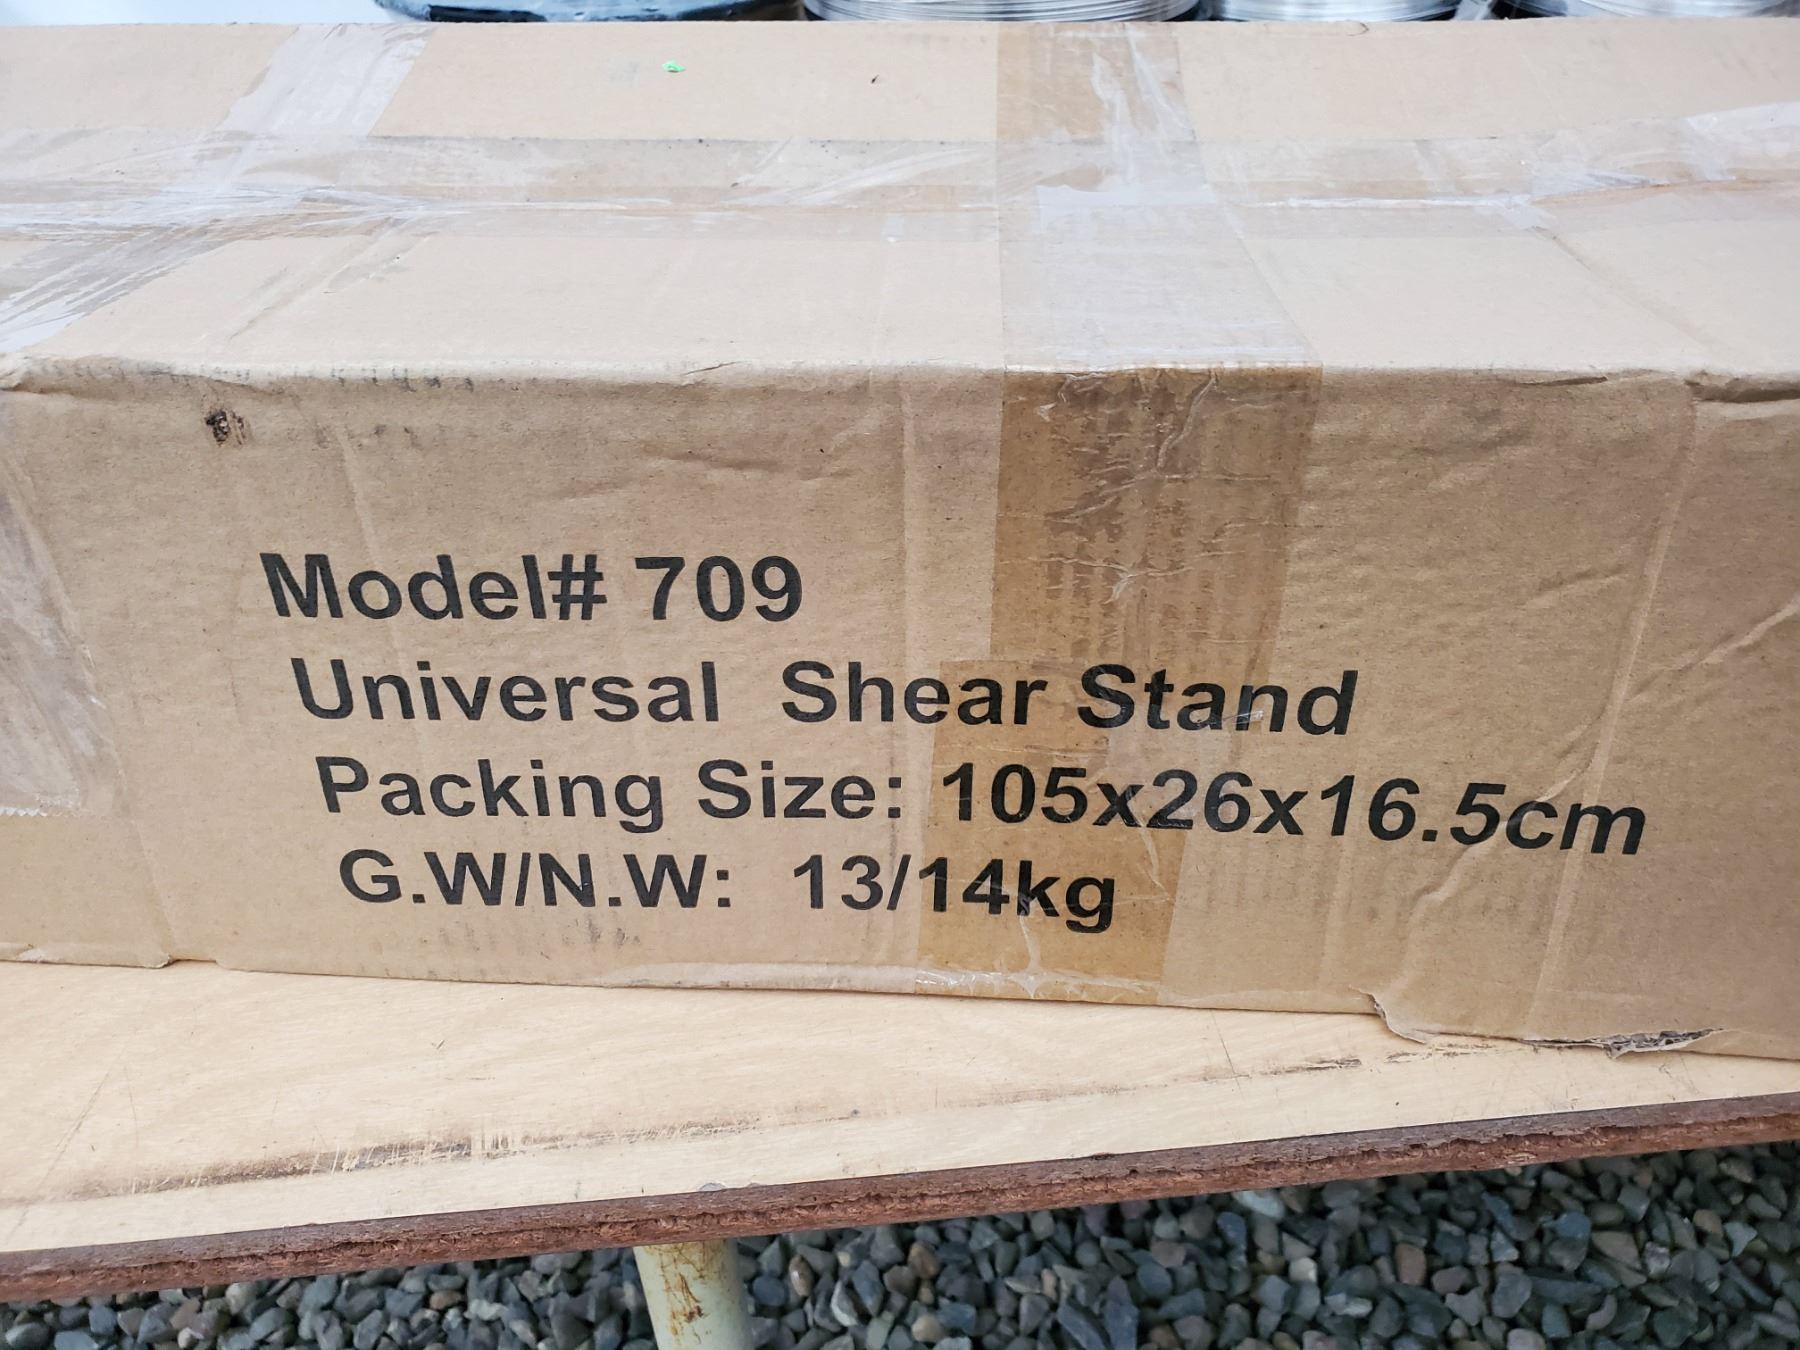 Model# 709
Universal Shear Stand
Packing Size: 105x26x16.5cm
G.W/N.W: 13/14kg